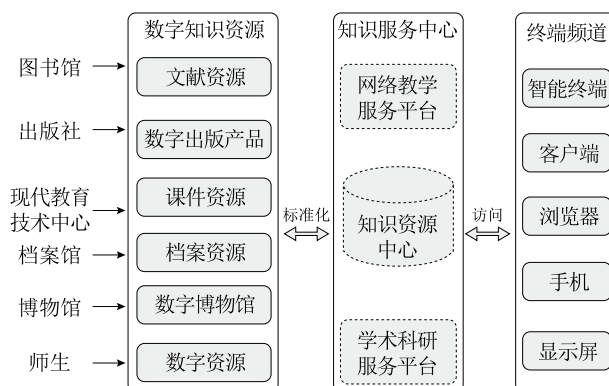 数字知识资源
知识服务中心
终端频道
图书馆
出版社
现代教育
技术中心
档案馆
博物馆
师生
文献资源
数字出版产品
课件资源
档案资源
数字博物馆
数字资源
标准化
网络教学
服务平台
知识资源
中心
学术科研
服务平台
访问
智能终端
客户端
浏览器
手机
显示屏